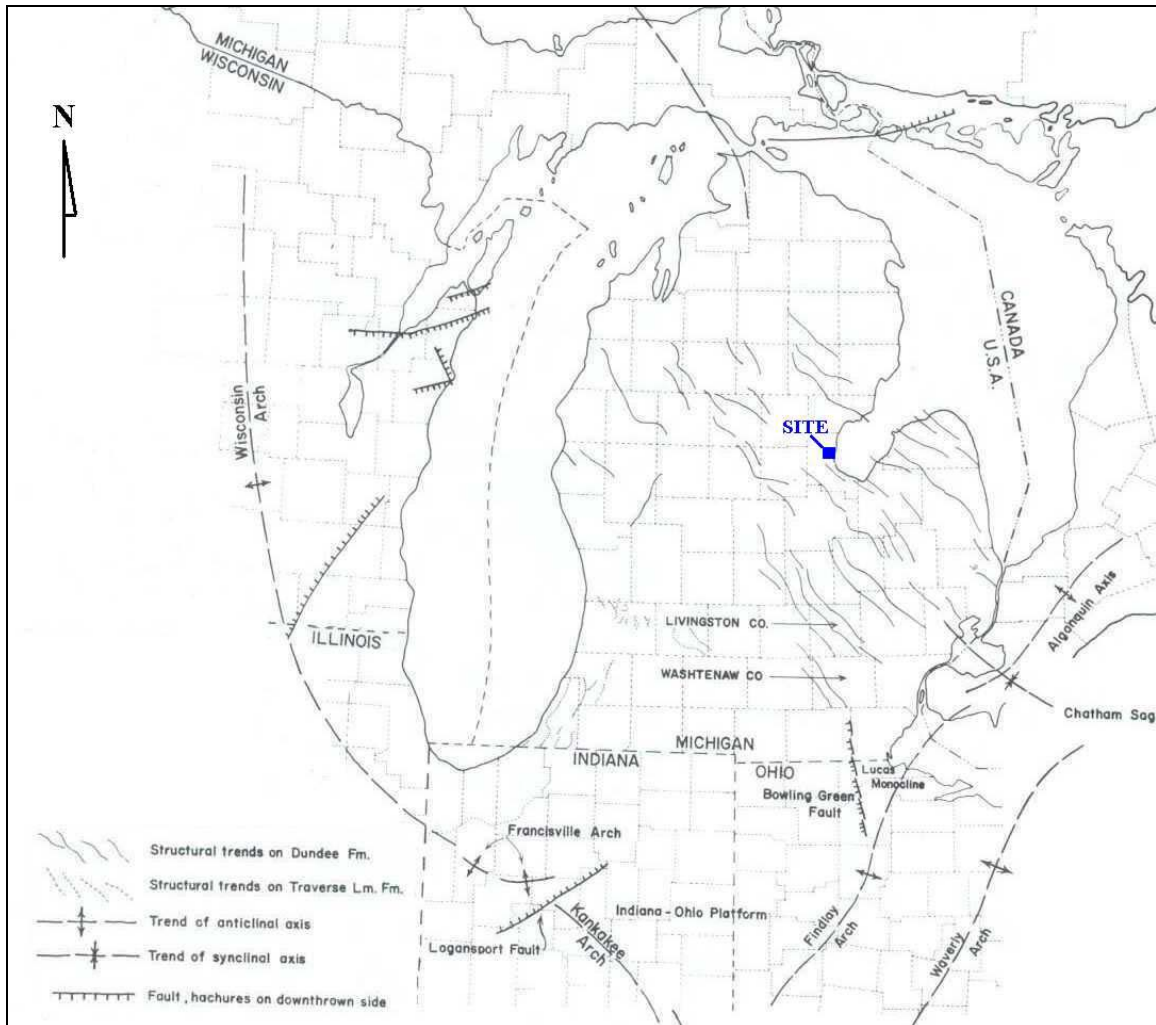 MICHIGAN
WISCONSIN
N
CANADA
U.S.A.
Wisconsin
Arch
SITE
ILLINOIS
LIVINGSTON CO.
WASHTENAW CO
Algonquin Axis
Chatham Sag
MICHIGAN
INDIANA
OHIO
Lucas
Monocline
Bowling Green
Fault
Francisville Arch
Indiana-Ohio Platform
Logansport Fault
Kankakee
Arch
Findlay
Arch
Waverly
Arch
Structural trends on Dundee Fm.
Structural trends on Traverse Lm. Fm.
Trend of anticlinal axis
Trend of synclinal axis
Fault, hachures on downthrown side